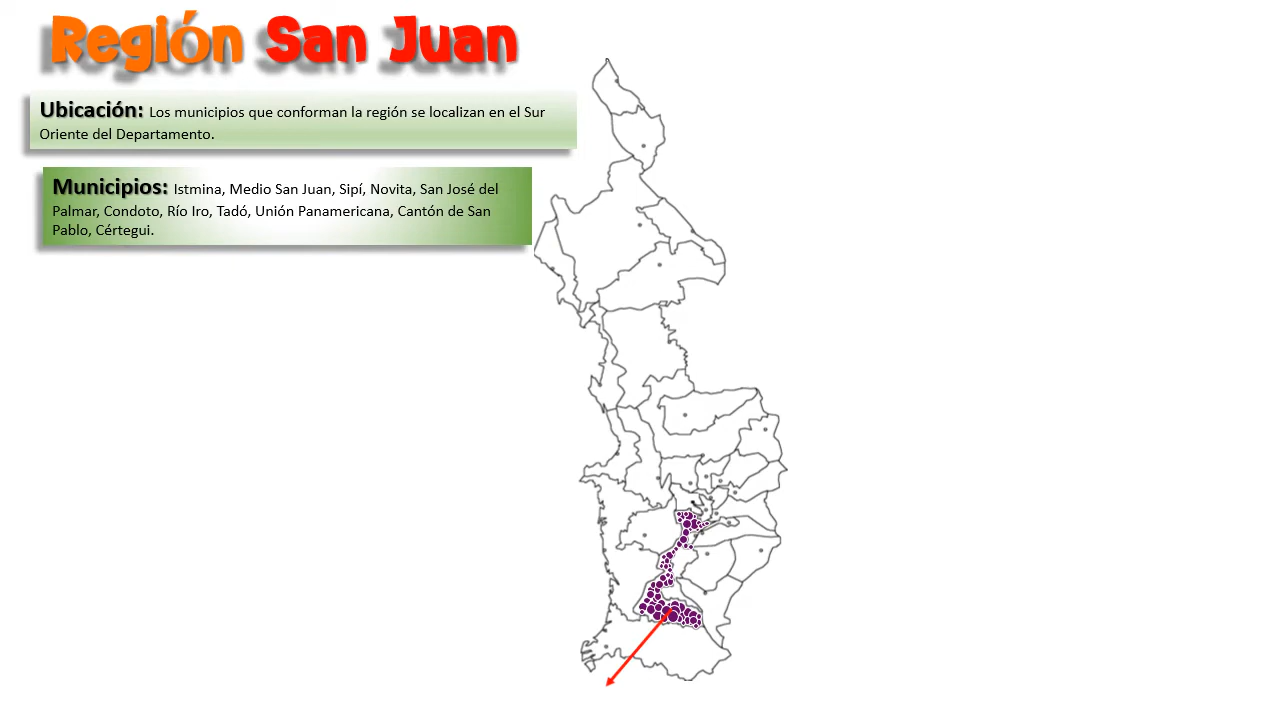 Región San Juan
Ubicación: Los municipios que conforman la región se localizan en el Sur
Oriente del Departamento.
Municipios: Istmina, Medio San Juan, Sipí, Novita, San José del
Palmar, Condoto, Río Iro, Tadó, Unión Panamericana, Cantón de San
Pablo, Cértegui.